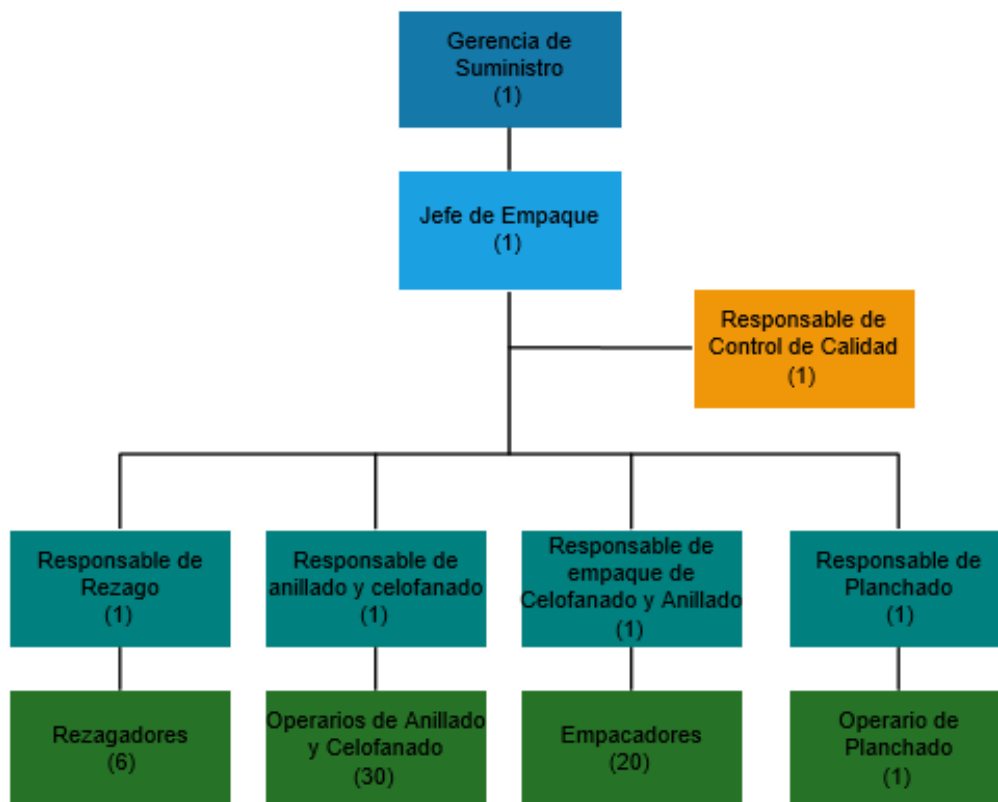 Gerencia de
Suministro
(1)
Jefe de Empaque
(1)
Responsable de
Control de Calidad
(1)
Responsable de
Rezago
(1)
Responsable de
anillado y celofanado
(1)
Responsable de
empaque de
Celofanado y Anillado
(1)
Responsable de
Planchado
(1)
Rezagadores
(6)
Operarios de Anillado
y Celofanado
(30)
Empacadores
(20)
Operario de
Planchado
(1)